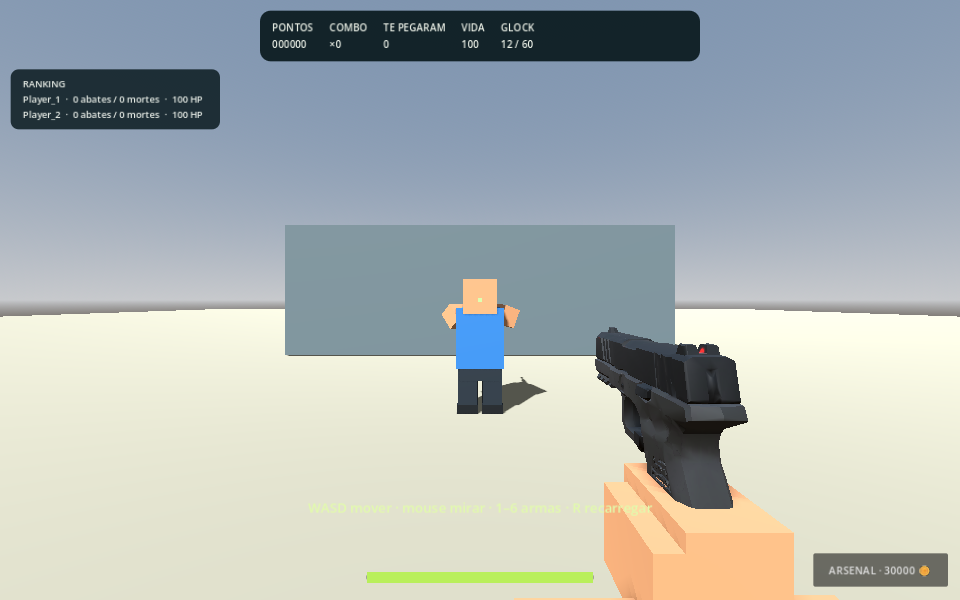 PONTOS COMBO TE PEGARAM VIDA GLOCK
000000 ×0 0 100 12 / 60
RANKING
Player_1 · 0 abates / 0 mortes · 100 HP
Player_2 · 0 abates / 0 mortes · 100 HP
WASD mover · mouse mirar · 1–6 armas · R recarregar
ARSENAL · 30000